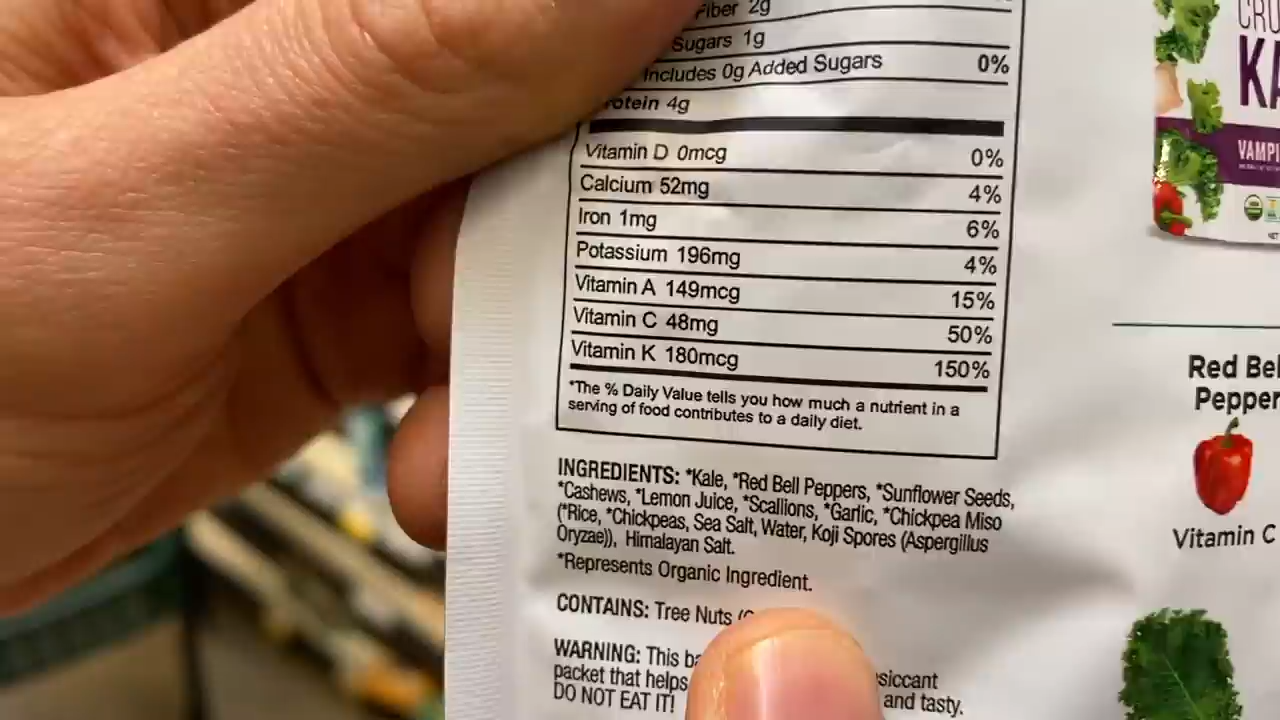 Fiber 2g
Sugars 1g
Includes 0g Added Sugars 0%
Protein 4g
Vitamin D 0mcg 0%
Calcium 52mg 4%
Iron 1mg 6%
Potassium 196mg 4%
Vitamin A 149mcg 15%
Vitamin C 48mg 50%
Vitamin K 180mcg 150%
*The % Daily Value tells you how much a nutrient in a
serving of food contributes to a daily diet.
INGREDIENTS: *Kale, *Red Bell Peppers, *Sunflower Seeds,
*Cashews, *Lemon Juice, *Scallions, *Garlic, *Chickpea Miso
(*Rice, *Chickpeas, Sea Salt, Water, Koji Spores (Aspergillus
Oryzae)), Himalayan Salt.
*Represents Organic Ingredient.
CONTAINS: Tree Nuts
WARNING: This
packet that helps and tasty.
DO NOT EAT IT!
Red Bel
Pepper
Vitamin C
CRU
KA
VAMPI